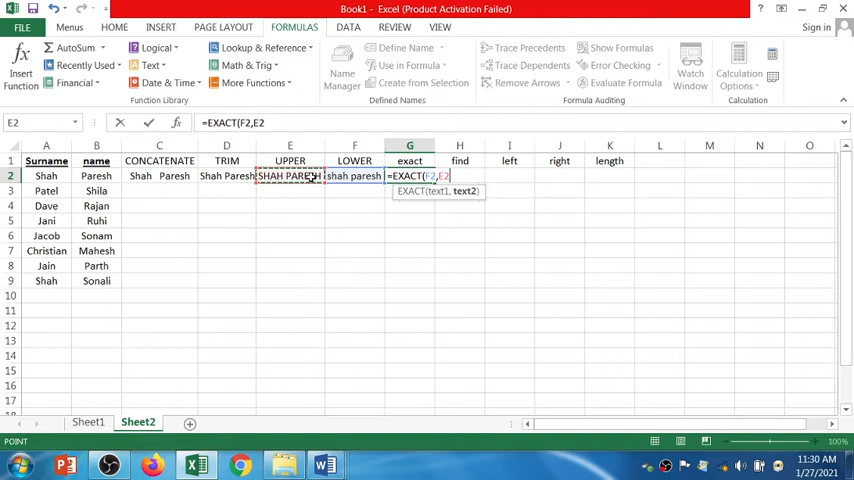 Book1 - Excel (Product Activation Failed)
FILE Menus HOME INSERT PAGE LAYOUT FORMULAS DATA REVIEW VIEW Sign in
fx Insert Function
Σ AutoSum
Recently Used
Financial
Logical
Text
Date & Time
Lookup & Reference
Math & Trig
More Functions
Function Library
Name Manager
Define Name
Use in Formula
Create from Selection
Defined Names
Trace Precedents
Trace Dependents
Remove Arrows
Show Formulas
Error Checking
Evaluate Formula
Formula Auditing
Watch Window
Calculation Options
Calculation
E2 fx =EXACT(F2,E2
A B C D E F G H I J K L M N O
1 Surname name CONCATENATE TRIM UPPER LOWER exact find left right length
2 Shah Paresh Shah Paresh Shah Paresh SHAH PARESH shah paresh =EXACT(F2,E2
EXACT(text1, text2)
3 Patel Shila
4 Dave Rajan
5 Jani Ruhi
6 Jacob Sonam
7 Christian Mahesh
8 Jain Parth
9 Shah Sonali
10
11
12
13
14
15
16
17
18
Sheet1 Sheet2
POINT 100%
11:30 AM
1/27/2021